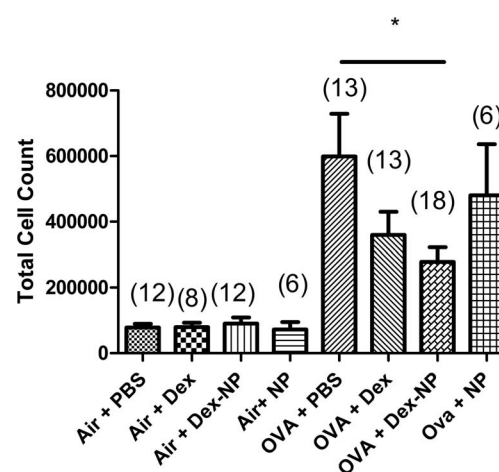 *
(13)
800000
(6)
600000
(13)
(18)
400000
Total Cell Count
(12)
(8)
(12)
(6)
200000
0
Air + PBS
Air + Dex
Air + Dex-NP
Air+ NP
OVA + PBS
OVA + Dex
OVA + Dex-NP
Ova + NP